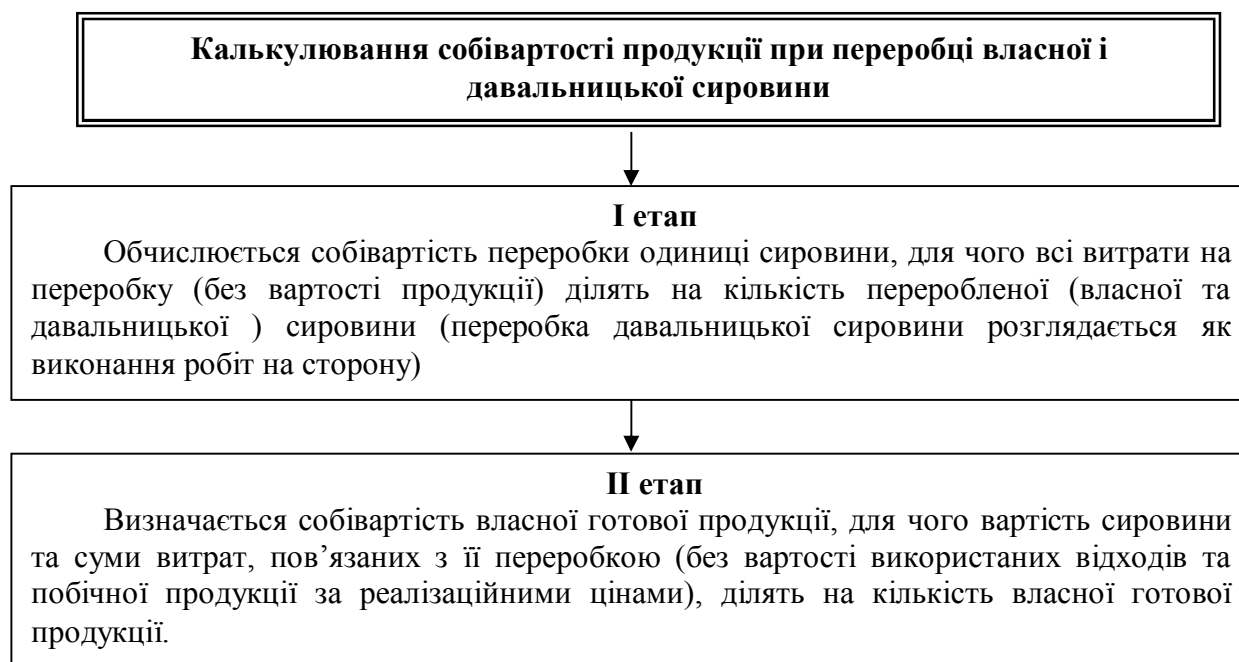 Калькулювання собівартості продукції при переробці власної і
давальницької сировини
І етап
Обчислюється собівартість переробки одиниці сировини, для чого всі витрати на
переробку (без вартості продукції) ділять на кількість переробленої (власної та
давальницької ) сировини (переробка давальницької сировини розглядається як
виконання робіт на сторону)
ІІ етап
Визначається собівартість власної готової продукції, для чого вартість сировини
та суми витрат, пов’язаних з її переробкою (без вартості використаних відходів та
побічної продукції за реалізаційними цінами), ділять на кількість власної готової
продукції.